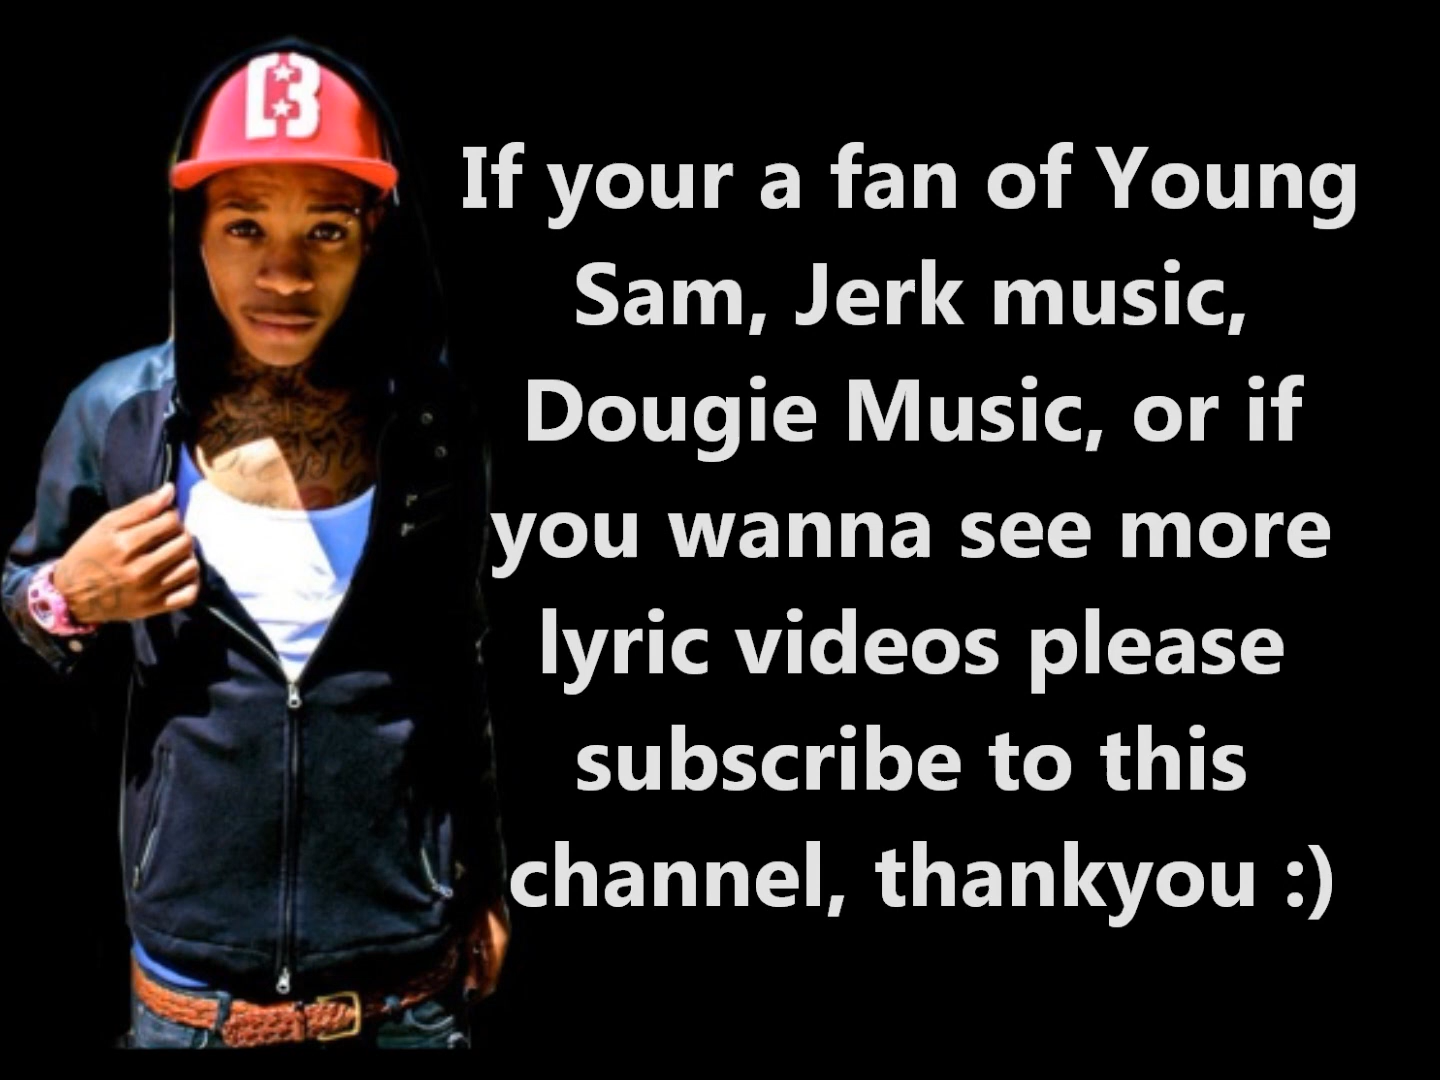 If your a fan of Young
Sam, Jerk music,
Dougie Music, or if
you wanna see more
lyric videos please
subscribe to this
channel, thankyou :)